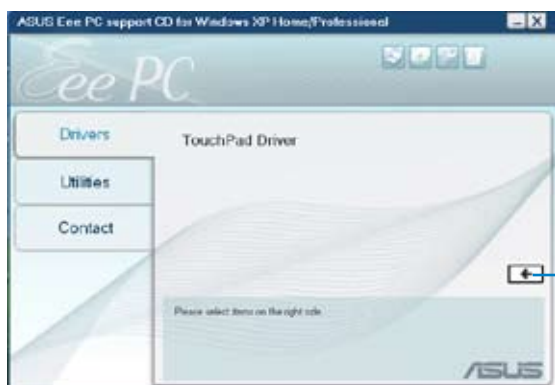 ASUS Eee PC support CD for Windows XP Home/Professional
Eee PC
Drivers
TouchPad Driver
Utilities
Contact
Please select items on the right side.
ASUS